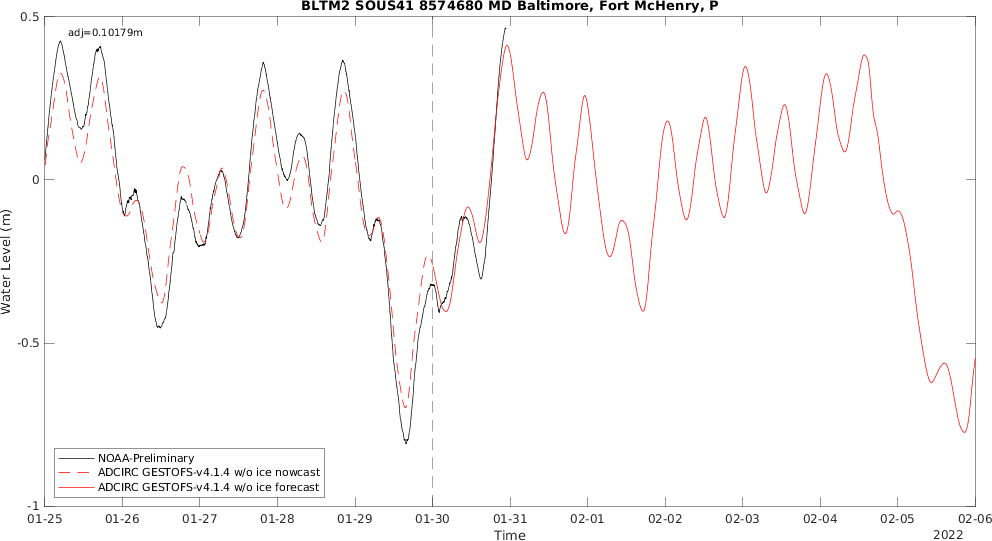 BLTM2 SOUS41 8574680 MD Baltimore, Fort McHenry, P
adj=0.10179m
0.5
0
-0.5
-1
Water Level (m)
NOAA-Preliminary
ADCIRC GESTOFS-v4.1.4 w/o ice nowcast
ADCIRC GESTOFS-v4.1.4 w/o ice forecast
01-25 01-26 01-27 01-28 01-29 01-30 01-31 02-01 02-02 02-03 02-04 02-05 02-06
Time
2022